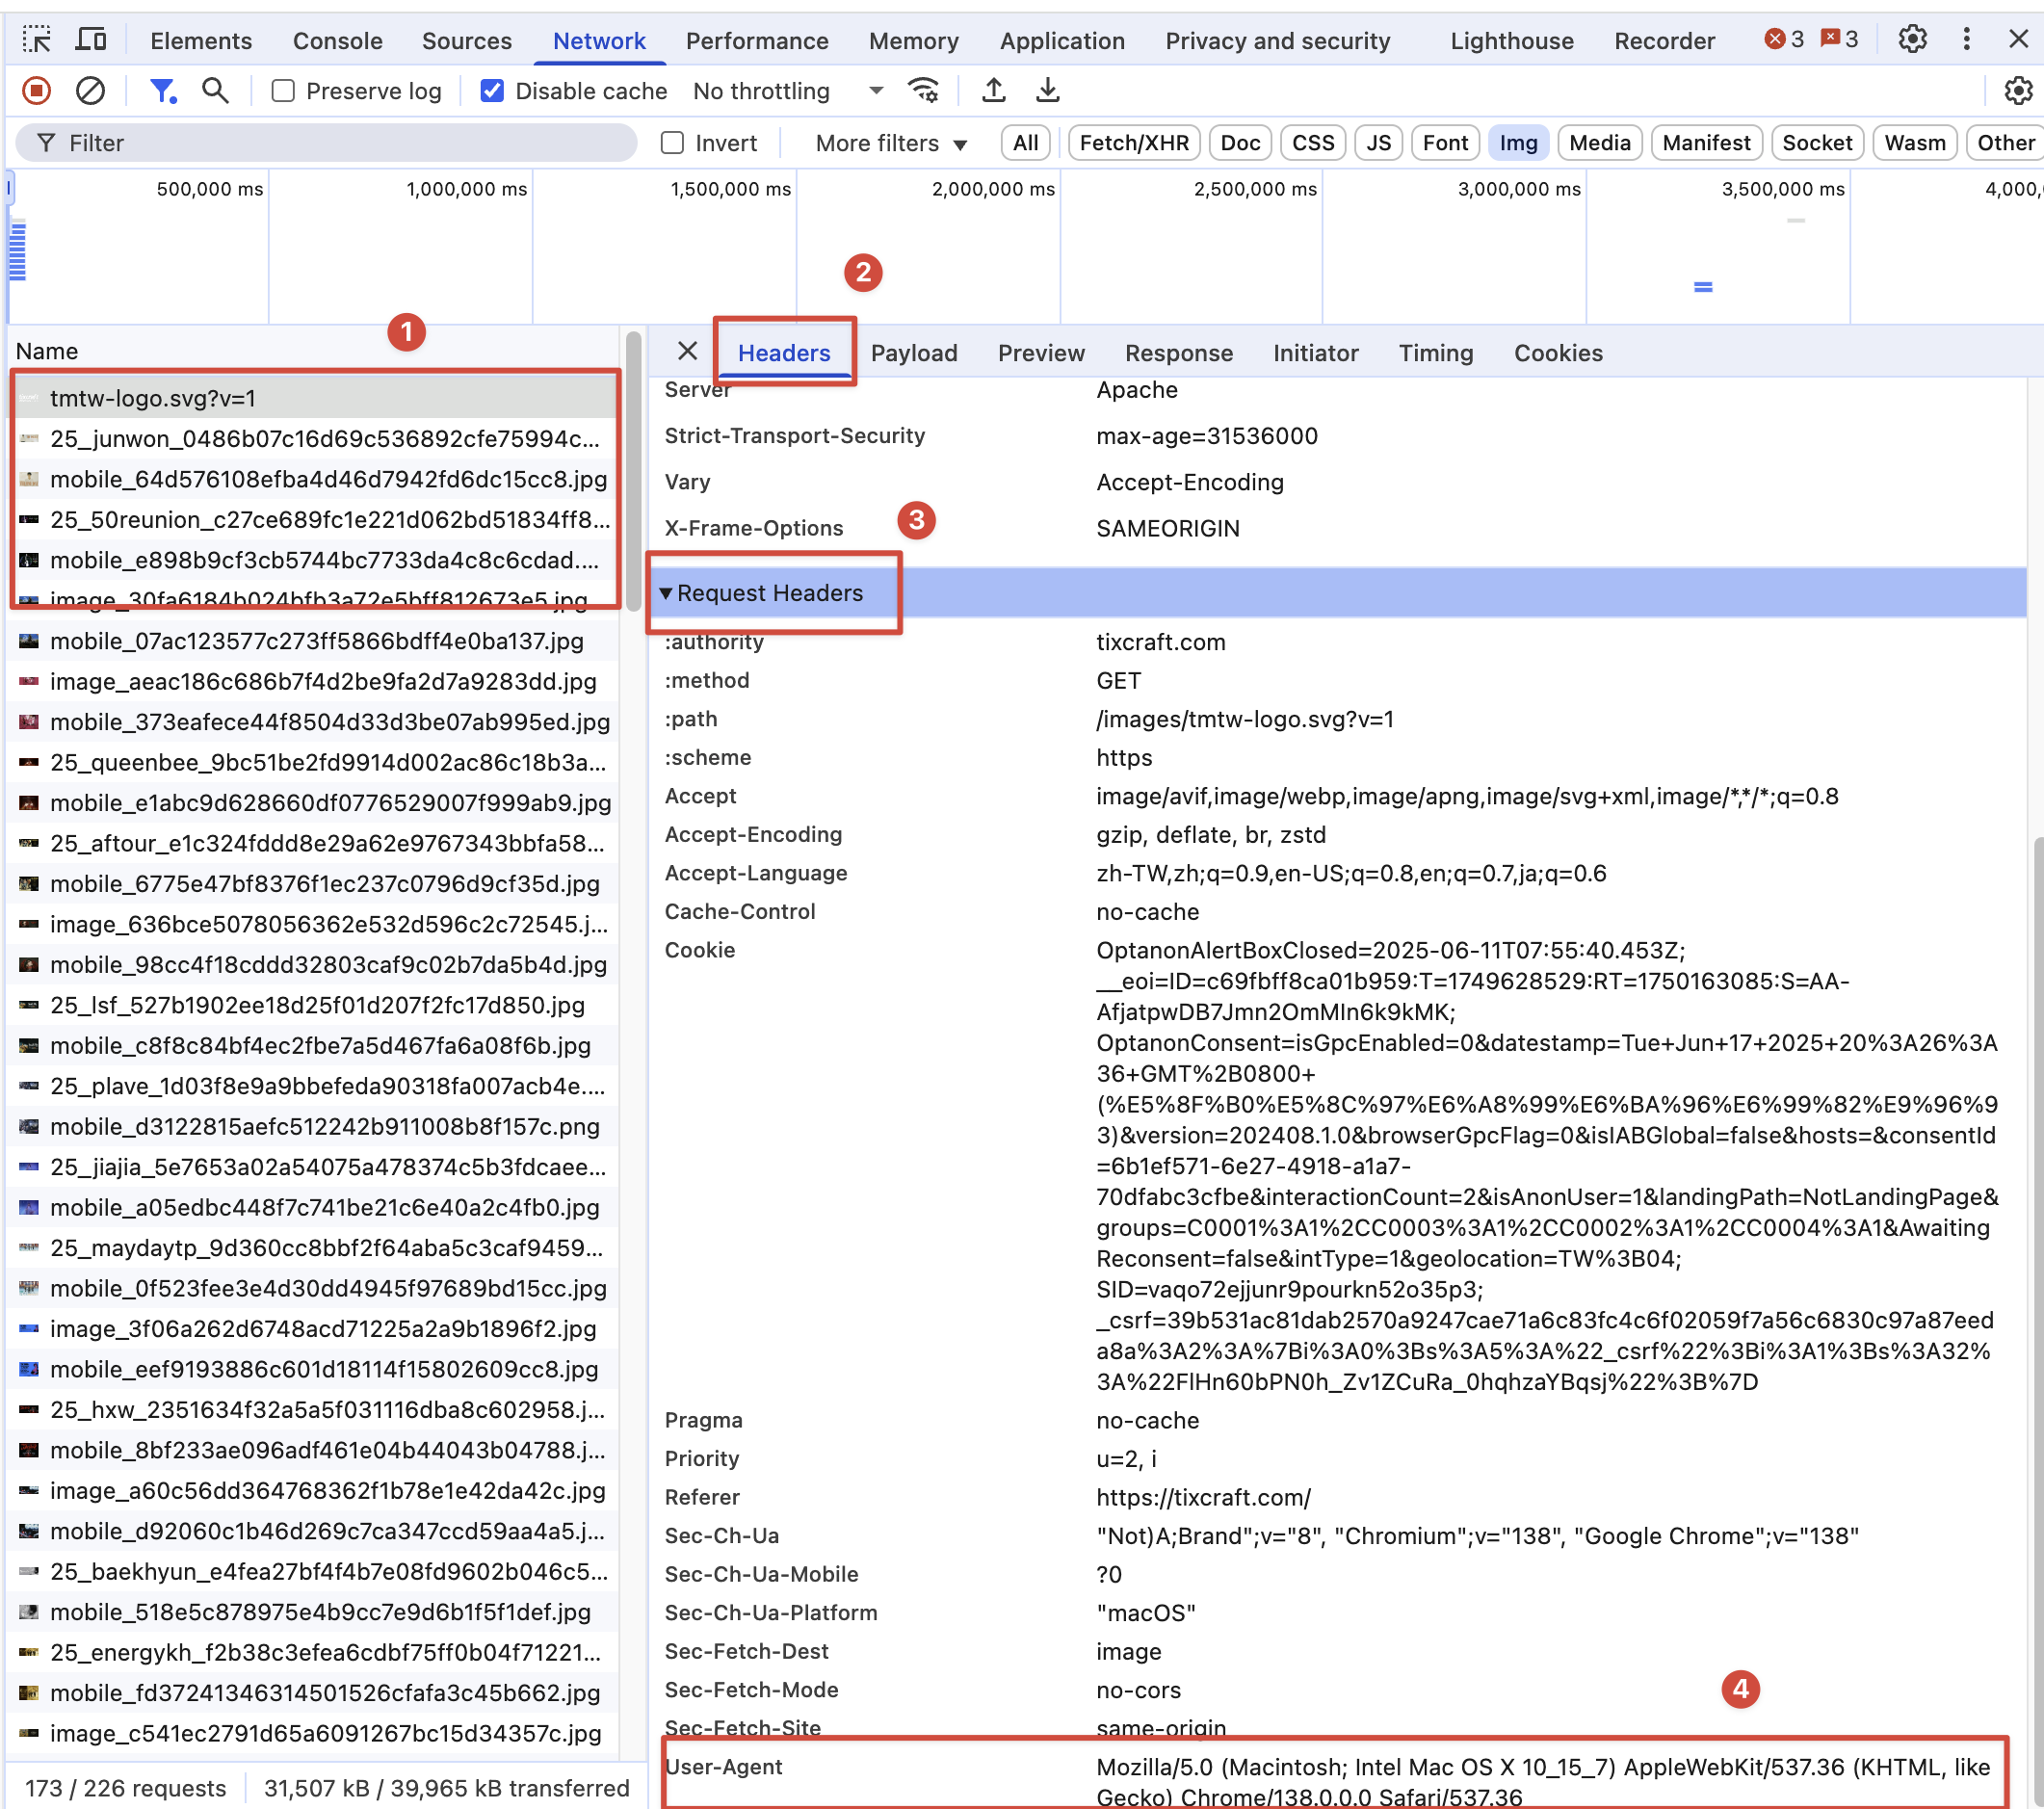 Elements Console Sources Network Performance Memory Application Privacy and security Lighthouse Recorder 3 3
Preserve log Disable cache No throttling
Filter Invert More filters All Fetch/XHR Doc CSS JS Font Img Media Manifest Socket Wasm Other
500,000 ms 1,000,000 ms 1,500,000 ms 2,000,000 ms 2,500,000 ms 3,000,000 ms 3,500,000 ms 4,000,
2
1
Name
tmtw-logo.svg?v=1
25_junwon_0486b07c16d69c536892cfe75994c...
mobile_64d576108efba4d46d7942fd6dc15cc8.jpg
25_50reunion_c27ce689fc1e221d062bd51834ff8...
mobile_e898b9cf3cb5744bc7733da4c8c6cdad....
image_30fa6184b024bfb3a72e5bff812673e5.jpg
mobile_07ac123577c273ff5866bdff4e0ba137.jpg
image_aeac186c686b7f4d2be9fa2d7a9283dd.jpg
mobile_373eafece44f8504d33d3be07ab995ed.jpg
25_queenbee_9bc51be2fd9914d002ac86c18b3a...
mobile_e1abc9d628660df0776529007f999ab9.jpg
25_aftour_e1c324fddd8e29a62e9767343bbfa58...
mobile_6775e47bf8376f1ec237c0796d9cf35d.jpg
image_636bce5078056362e532d596c2c72545.j...
mobile_98cc4f18cddd32803caf9c02b7da5b4d.jpg
25_lsf_527b1902ee18d25f01d207f2fc17d850.jpg
mobile_c8f8c84bf4ec2fbe7a5d467fa6a08f6b.jpg
25_plave_1d03f8e9a9bbefeda90318fa007acb4e....
mobile_d3122815aefc512242b911008b8f157c.png
25_jiajia_5e7653a02a54075a478374c5b3fdcaee...
mobile_a05edbc448f7c741be21c6e40a2c4fb0.jpg
25_maydaytp_9d360cc8bbf2f64aba5c3caf9459...
mobile_0f523fee3e4d30dd4945f97689bd15cc.jpg
image_3f06a262d6748acd71225a2a9b1896f2.jpg
mobile_eef9193886c601d18114f15802609cc8.jpg
25_hxw_2351634f32a5a5f031116dba8c602958.j...
mobile_8bf233ae096adf461e04b44043b04788.j...
image_a60c56dd364768362f1b78e1e42da42c.jpg
mobile_d92060c1b46d269c7ca347ccd59aa4a5.j...
25_baekhyun_e4fea27bf4f4b7e08fd9602b046c5...
mobile_518e5c878975e4b9cc7e9d6b1f5f1def.jpg
25_energykh_f2b38c3efea6cdbf75ff0b04f71221...
mobile_fd37241346314501526cfafa3c45b662.jpg
image_c541ec2791d65a6091267bc15d34357c.jpg
173 / 226 requests 31,507 kB / 39,965 kB transferred
Headers Payload Preview Response Initiator Timing Cookies
Server Apache
Strict-Transport-Security max-age=31536000
Vary Accept-Encoding
X-Frame-Options SAMEORIGIN
3
Request Headers
:authority tixcraft.com
:method GET
:path /images/tmtw-logo.svg?v=1
:scheme https
Accept image/avif,image/webp,image/apng,image/svg+xml,image/*,*/*;q=0.8
Accept-Encoding gzip, deflate, br, zstd
Accept-Language zh-TW,zh;q=0.9,en-US;q=0.8,en;q=0.7,ja;q=0.6
Cache-Control no-cache
Cookie OptanonAlertBoxClosed=2025-06-11T07:55:40.453Z;
__eoi=ID=c69fbff8ca01b959:T=1749628529:RT=1750163085:S=AA-
AfjatpwDB7Jmn2OmMIn6k9kMK;
OptanonConsent=isGpcEnabled=0&datestamp=Tue+Jun+17+2025+20%3A26%3A
36+GMT%2B0800+
(%E5%8F%B0%E5%8C%97%E6%A8%99%E6%BA%96%E6%99%82%E9%96%9
3)&version=202408.1.0&browserGpcFlag=0&isIABGlobal=false&hosts=&consentId
=6b1ef571-6e27-4918-a1a7-
70dfabc3cfbe&interactionCount=2&isAnonUser=1&landingPath=NotLandingPage&
groups=C0001%3A1%2CC0003%3A1%2CC0002%3A1%2CC0004%3A1&Awaiting
Reconsent=false&intType=1&geolocation=TW%3B04;
SID=vaqo72ejjunr9pourkn52o35p3;
_csrf=39b531ac81dab2570a9247cae71a6c83fc4c6f02059f7a56c6830c97a87eed
a8a%3A2%3A%7Bi%3A0%3Bs%3A5%3A%22_csrf%22%3Bi%3A1%3Bs%3A32%
3A%22FlHn60bPN0h_Zv1ZCuRa_0hqhzaYBqsj%22%3B%7D
Pragma no-cache
Priority u=2, i
Referer https://tixcraft.com/
Sec-Ch-Ua "Not)A;Brand";v="8", "Chromium";v="138", "Google Chrome";v="138"
Sec-Ch-Ua-Mobile ?0
Sec-Ch-Ua-Platform "macOS"
Sec-Fetch-Dest image
Sec-Fetch-Mode no-cors
4
Sec-Fetch-Site same-origin
User-Agent Mozilla/5.0 (Macintosh; Intel Mac OS X 10_15_7) AppleWebKit/537.36 (KHTML, like
Gecko) Chrome/138.0.0.0 Safari/537.36